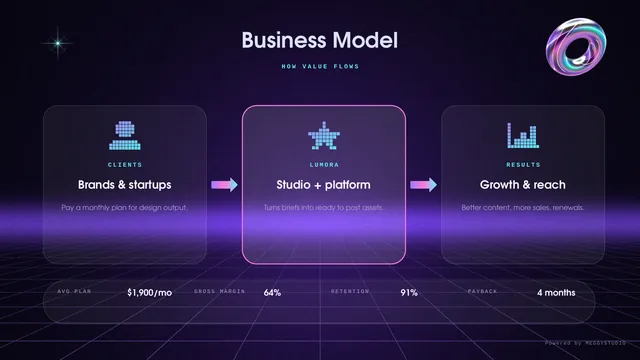 Business Model
HOW VALUE FLOWS
CLIENTS
Brands & startups
Pay a monthly plan for design output.
LUMORA
Studio + platform
Turns briefs into ready to post assets.
RESULTS
Growth & reach
Better content, more sales, renewals.
AVG PLAN $1,900/mo GROSS MARGIN 64% RETENTION 91% PAYBACK 4 months
Powered by MEGGYSTUDIO